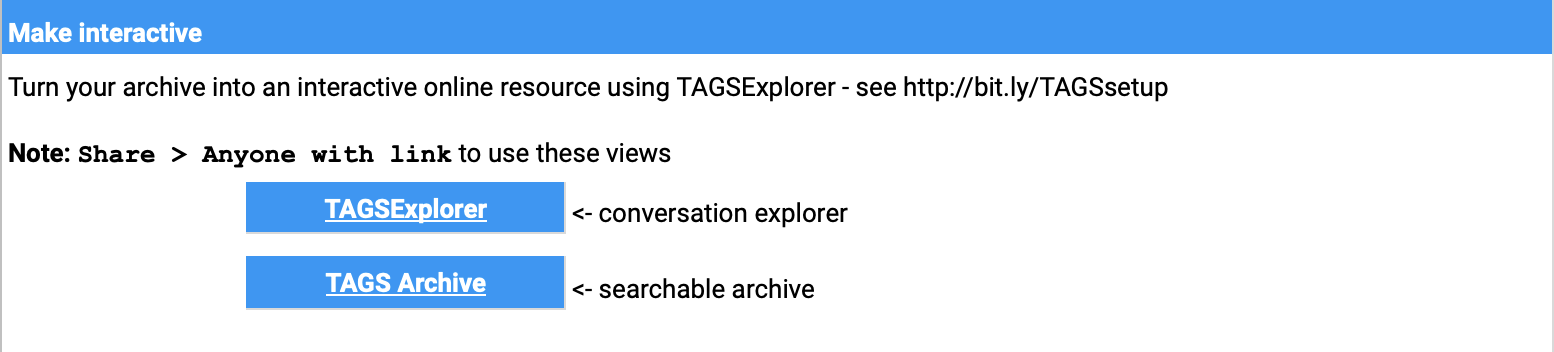 Make interactive
Turn your archive into an interactive online resource using TAGSExplorer - see http://bit.ly/TAGSsetup
Note: Share > Anyone with link to use these views
TAGSExplorer <- conversation explorer
TAGS Archive <- searchable archive